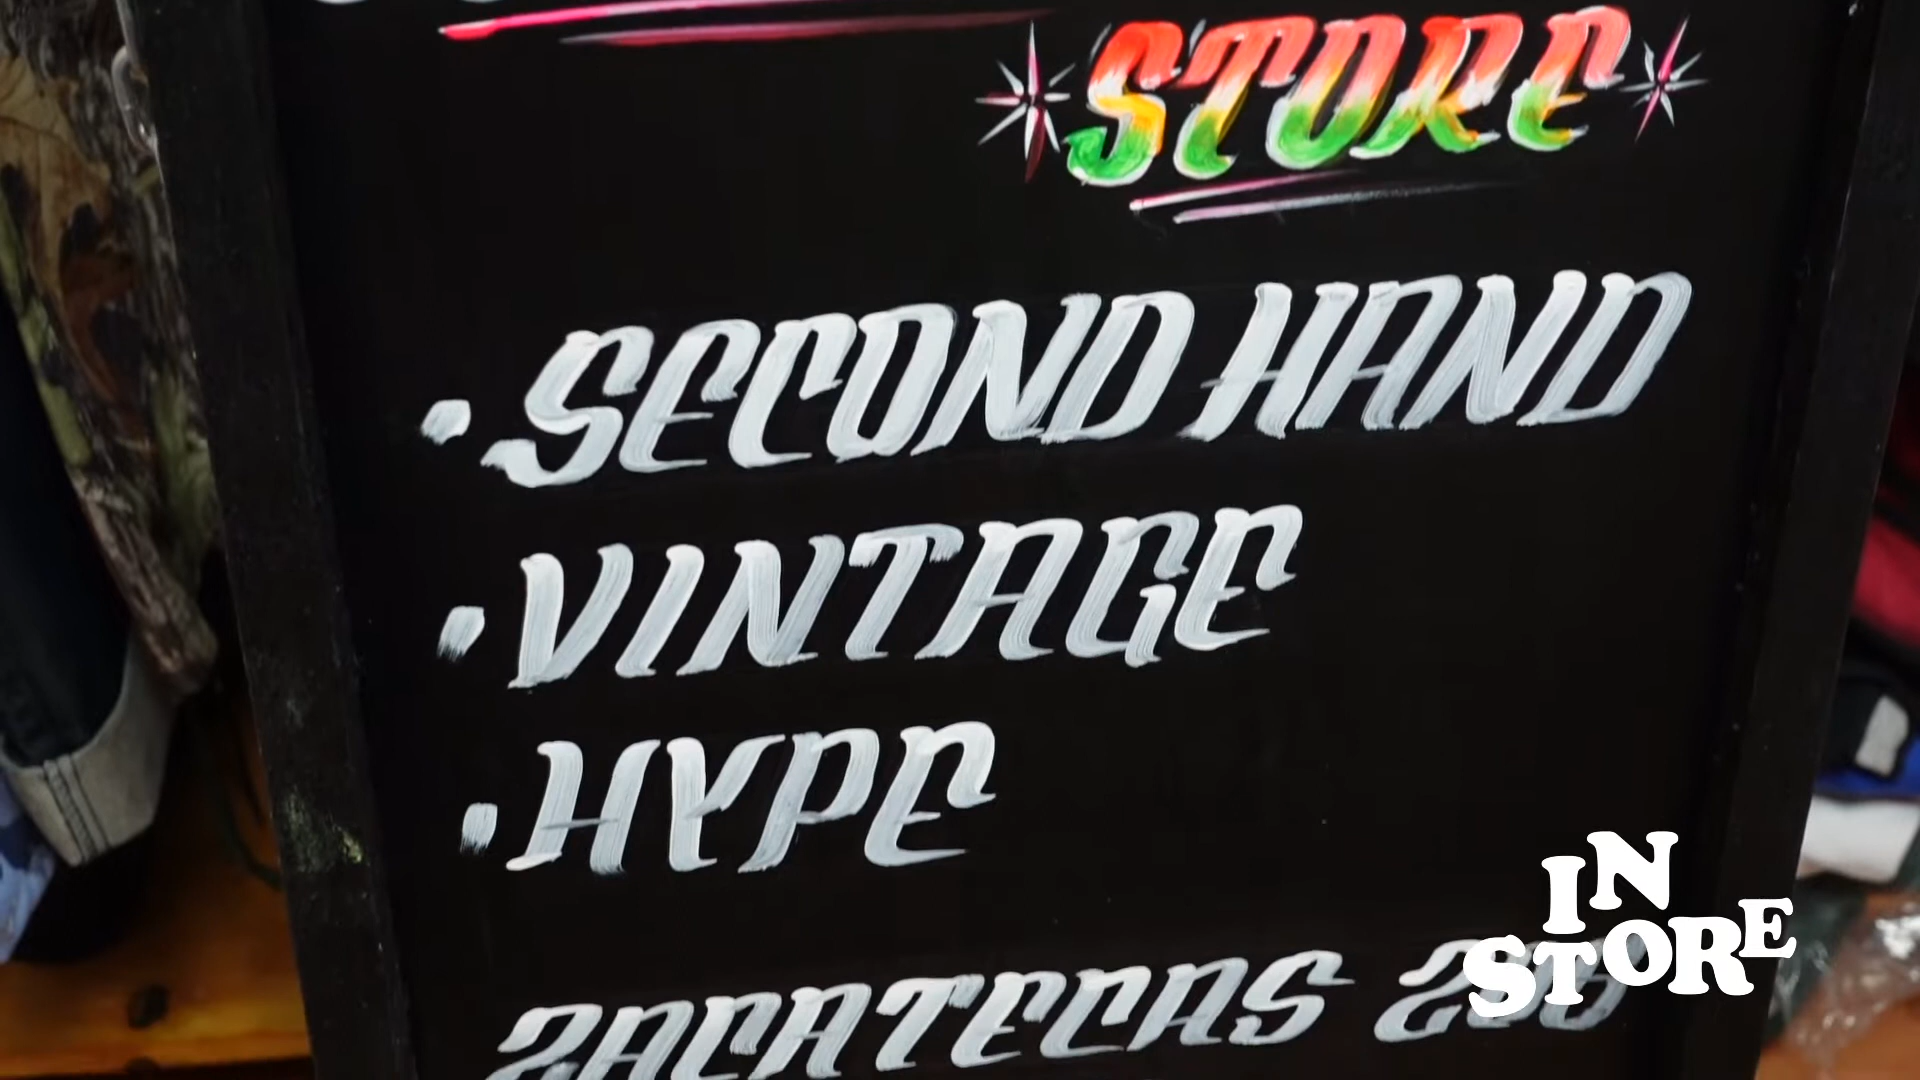 STORE
· SECOND HAND
· VINTAGE
· HYPE
ZACATECAS
IN
STORE